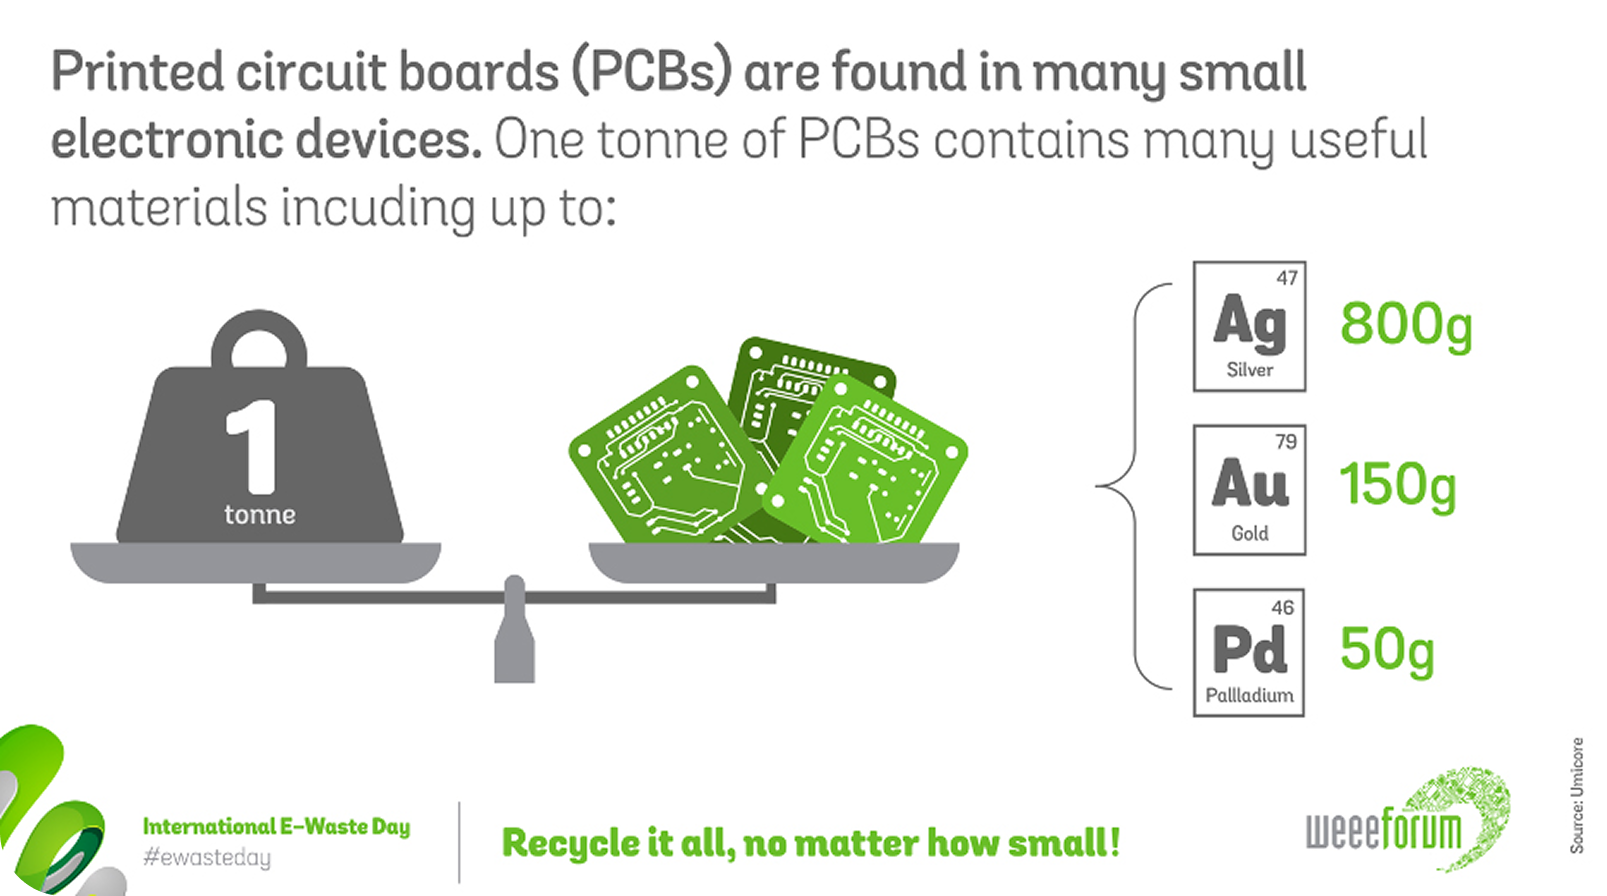 Printed circuit boards (PCBs) are found in many small
electronic devices. One tonne of PCBs contains many useful
materials incuding up to:
1
tonne
47
Ag
Silver
800g
79
Au
Gold
150g
46
Pd
Pallladium
50g
International E-Waste Day
#ewasteday
Recycle it all, no matter how small!
weeeforum
Source: Umicore